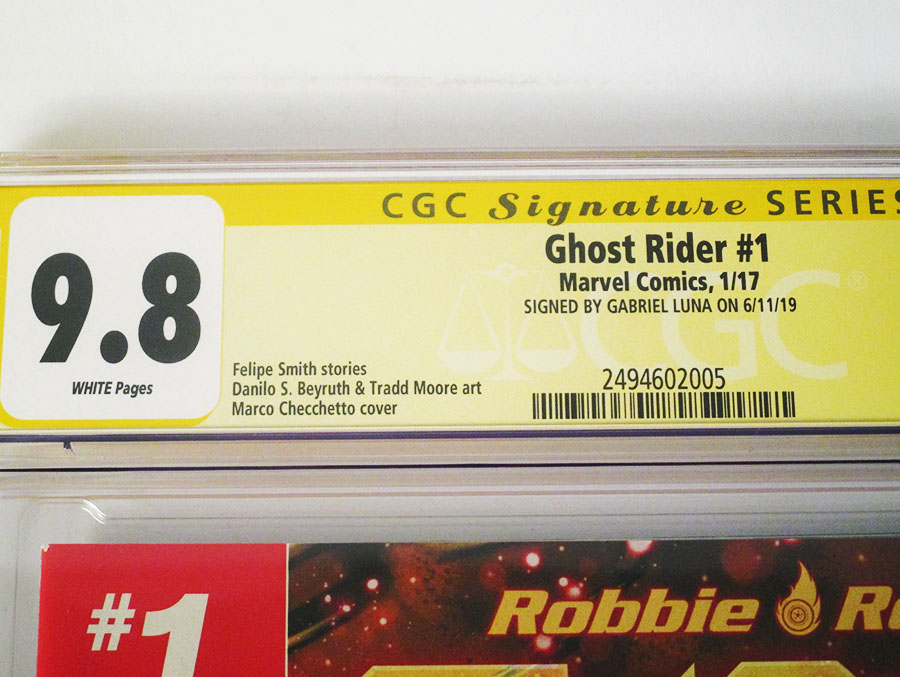 CGC Signature SERIES
9.8
WHITE Pages
Ghost Rider #1
Marvel Comics, 1/17
SIGNED BY GABRIEL LUNA ON 6/11/19
CGC®
Felipe Smith stories
Danilo S. Beyruth & Tradd Moore art
Marco Checchetto cover
2494602005
#1
Robbie